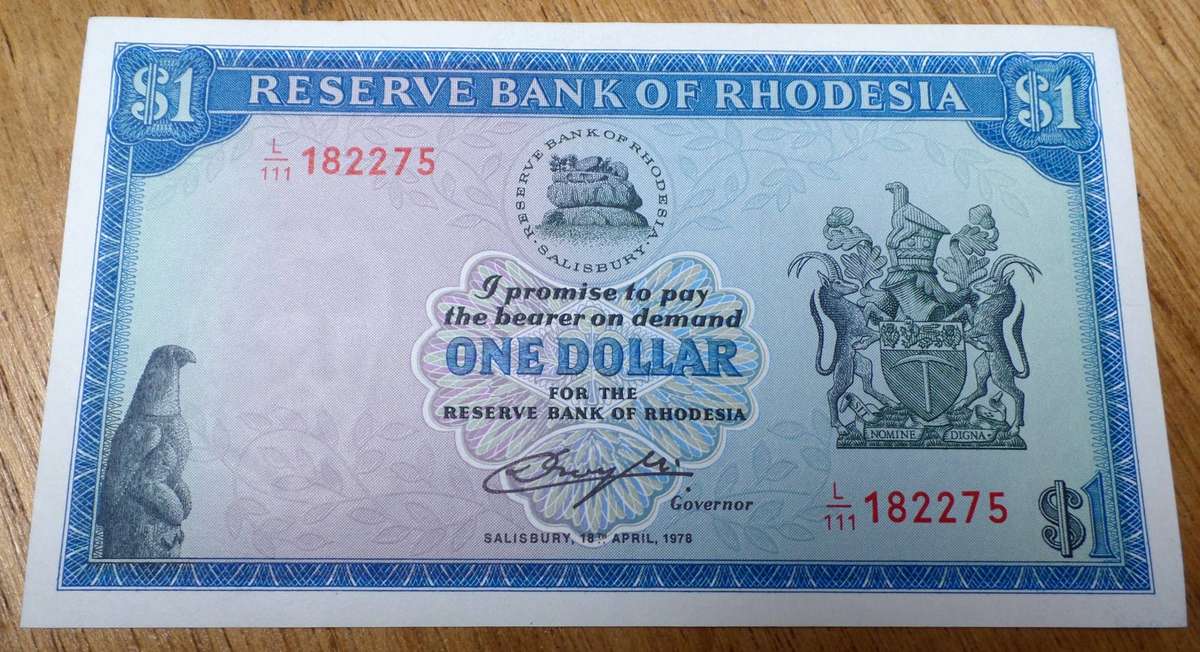 $1 RESERVE BANK OF RHODESIA $1
L/111 182275
RESERVE BANK OF RHODESIA
· SALISBURY ·
I promise to pay
the bearer on demand
ONE DOLLAR
FOR THE
RESERVE BANK OF RHODESIA
SIT NOMINE DIGNA
Governor
L/111 182275
$1
SALISBURY, 18TH APRIL, 1978